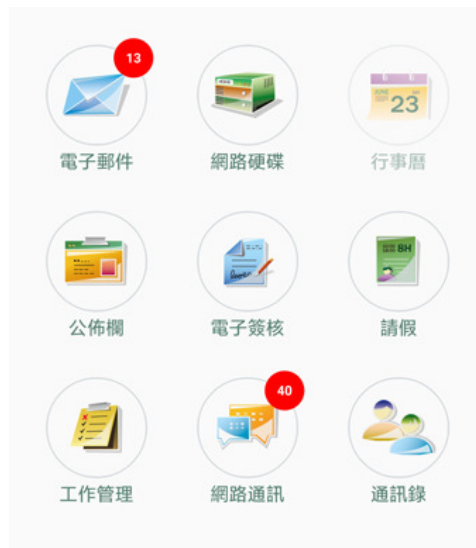 13
電子郵件
網路硬碟
JUNE
23
行事曆
公佈欄
電子簽核
8H
請假
工作管理
40
網路通訊
通訊錄